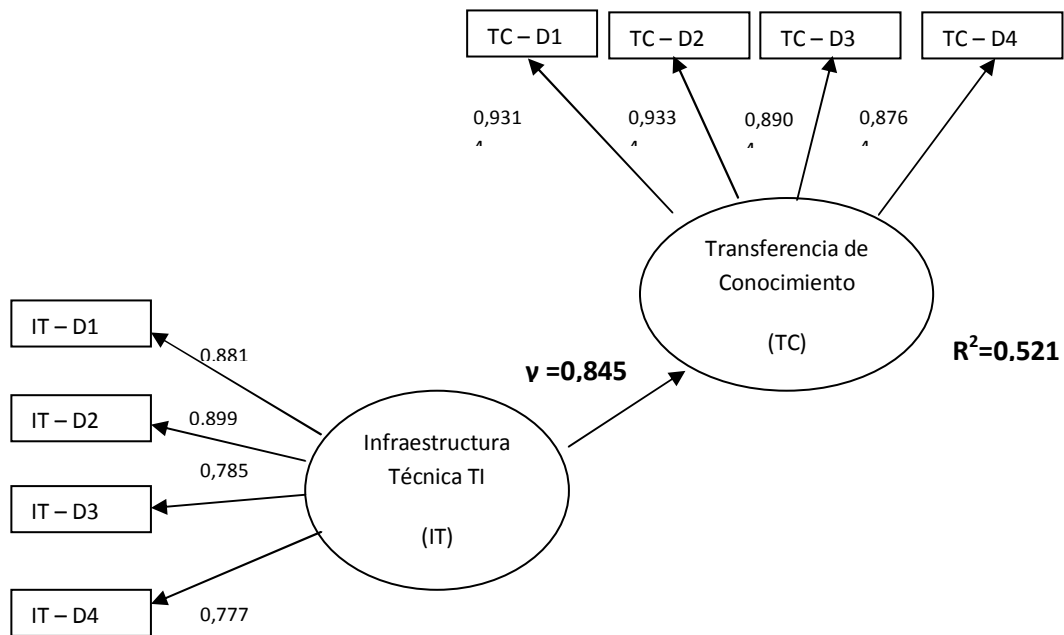 TC – D1
TC – D2
TC – D3
TC – D4
0,931
0,933
0,890
0,876
Transferencia de
Conocimiento
(TC)
R²=0,521
γ =0,845
IT – D1
0.881
IT – D2
0.899
Infraestructura
Técnica TI
(IT)
0,785
IT – D3
IT – D4
0,777